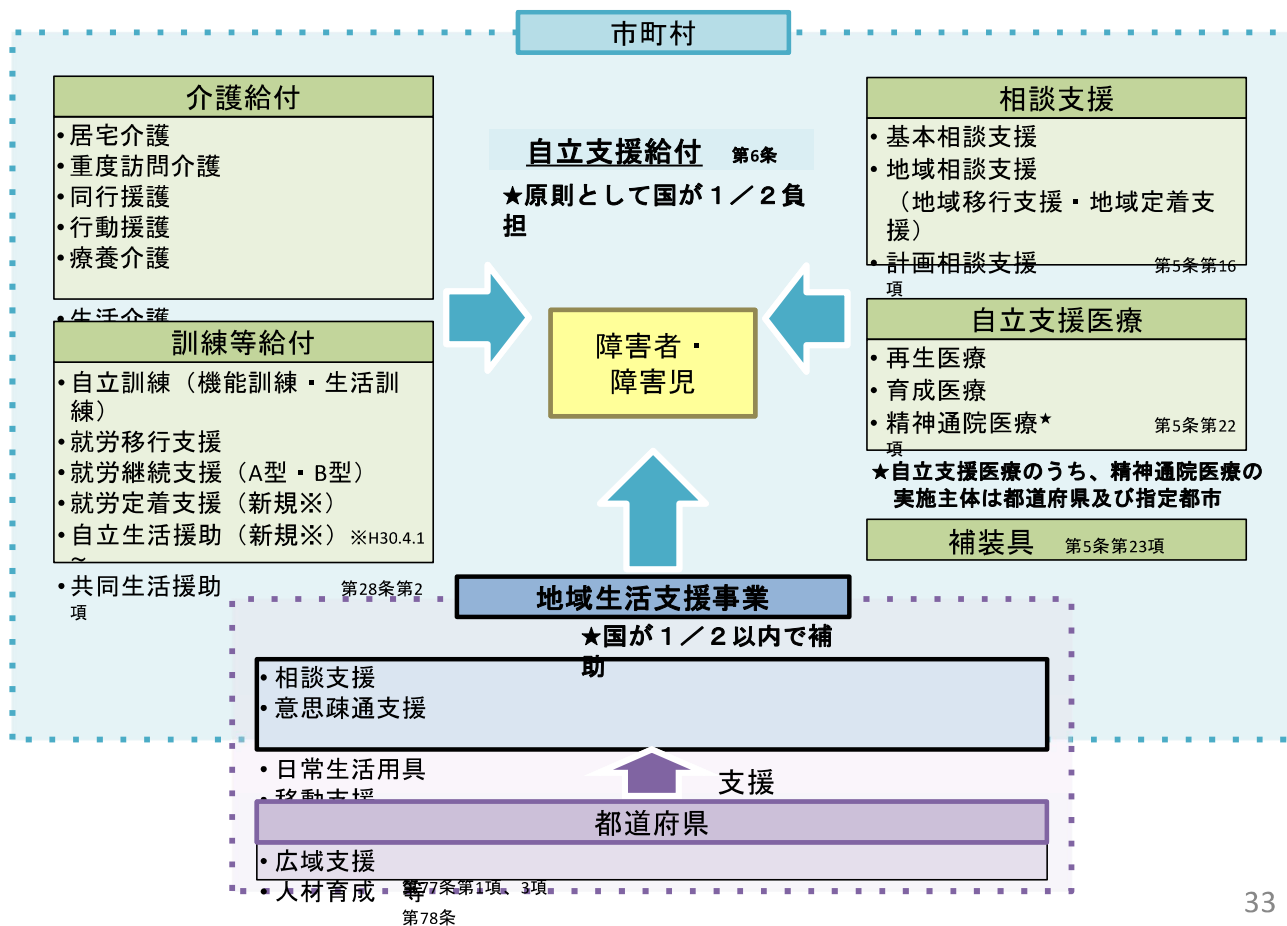 市町村
介護給付
•居宅介護
•重度訪問介護
•同行援護
•行動援護
•療養介護
•生活介護
訓練等給付
•自立訓練（機能訓練・生活訓
練）
•就労移行支援
•就労継続支援（A型・B型）
•就労定着支援（新規※）
•自立生活援助（新規※）※H30.4.1
~
•共同生活援助 第28条第2
項
自立支援給付 第6条
★原則として国が１／２負
担
障害者・
障害児
相談支援
•基本相談支援
•地域相談支援
（地域移行支援・地域定着支
援）
•計画相談支援 第5条第16
項
自立支援医療
•再生医療
•育成医療
•精神通院医療★ 第5条第22
項
★自立支援医療のうち、精神通院医療の
実施主体は都道府県及び指定都市
補装具 第5条第23項
地域生活支援事業
★国が１／２以内で補
助
•相談支援
•意思疎通支援
•日常生活用具
•移動支援
支援
都道府県
•広域支援
•人材育成 等
第77条第1項、3項
第78条
33